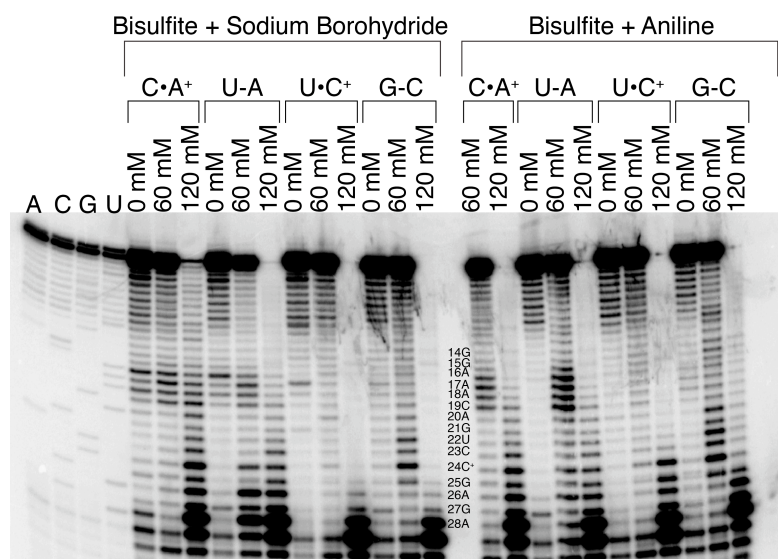 Bisulfite + Sodium Borohydride Bisulfite + Aniline
C•A⁺ U-A U•C⁺ G-C C•A⁺ U-A U•C⁺ G-C
A C G U 0 mM 60 mM 120 mM 0 mM 60 mM 120 mM 0 mM 60 mM 120 mM 0 mM 60 mM 120 mM 60 mM 120 mM 0 mM 60 mM 120 mM 0 mM 60 mM 120 mM 0 mM 60 mM 120 mM
14G
15G
16A
17A
18A
19C
20A
21G
22U
23C
24C⁺
25G
26A
27G
28A